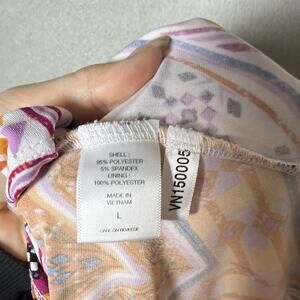 SHELL :
95% POLYESTER
5% SPANDEX
LINING :
100% POLYESTER
MADE IN
VIETNAM
L
CARE ON REVERSE
VN150005